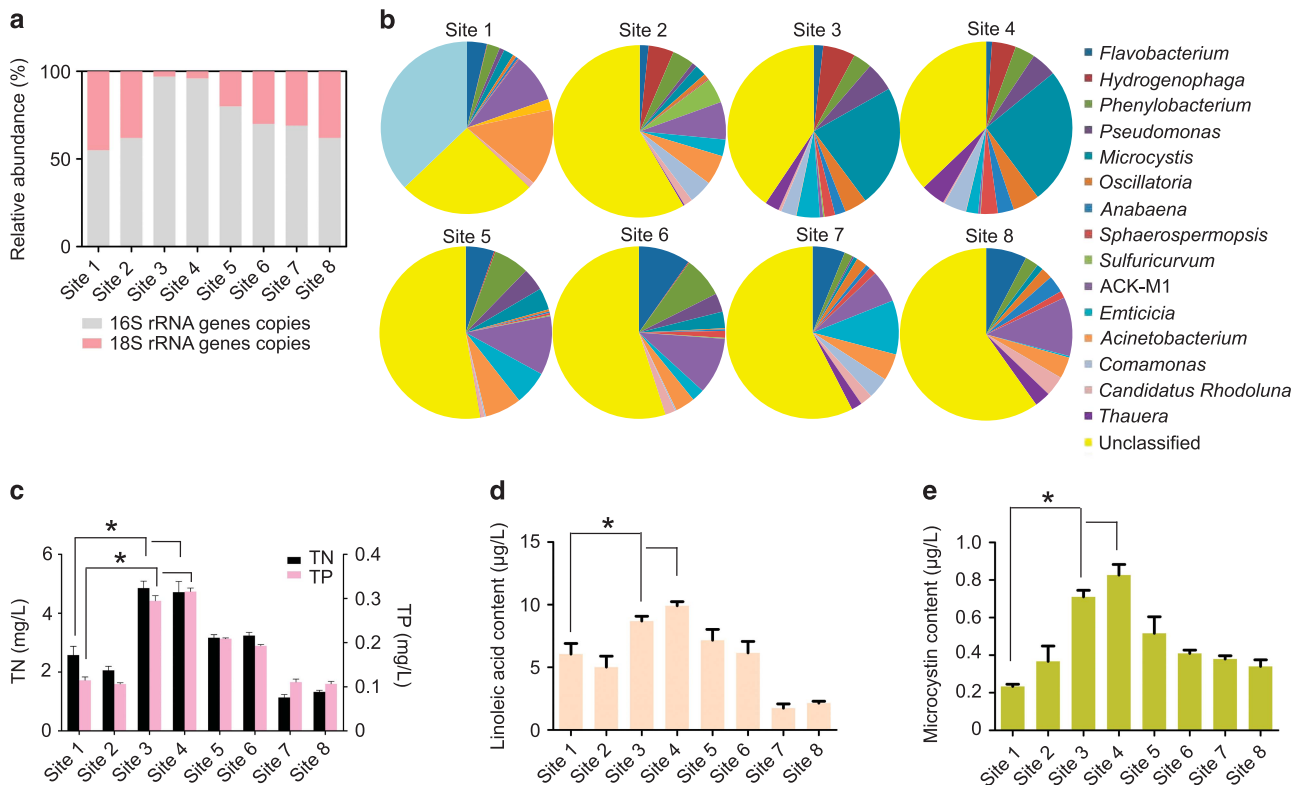 a
Relative abundance (%)
100
50
0
Site 1
Site 2
Site 3
Site 4
Site 5
Site 6
Site 7
Site 8
16S rRNA genes copies
18S rRNA genes copies
b
Site 1
Site 2
Site 3
Site 4
Site 5
Site 6
Site 7
Site 8
Flavobacterium
Hydrogenophaga
Phenylobacterium
Pseudomonas
Microcystis
Oscillatoria
Anabaena
Sphaerospermopsis
Sulfuricurvum
ACK-M1
Emticicia
Acinetobacterium
Comamonas
Candidatus Rhodoluna
Thauera
Unclassified
c
TN (mg/L)
6
4
2
0
*
*
TN
TP
0.4
0.3
0.2
0.1
0
TP (mg/L)
Site 1
Site 2
Site 3
Site 4
Site 5
Site 6
Site 7
Site 8
d
Linoleic acid content (µg/L)
15
10
5
0
*
Site 1
Site 2
Site 3
Site 4
Site 5
Site 6
Site 7
Site 8
e
Microcystin content (µg/L)
1.0
0.8
0.6
0.4
0.2
0
*
Site 1
Site 2
Site 3
Site 4
Site 5
Site 6
Site 7
Site 8